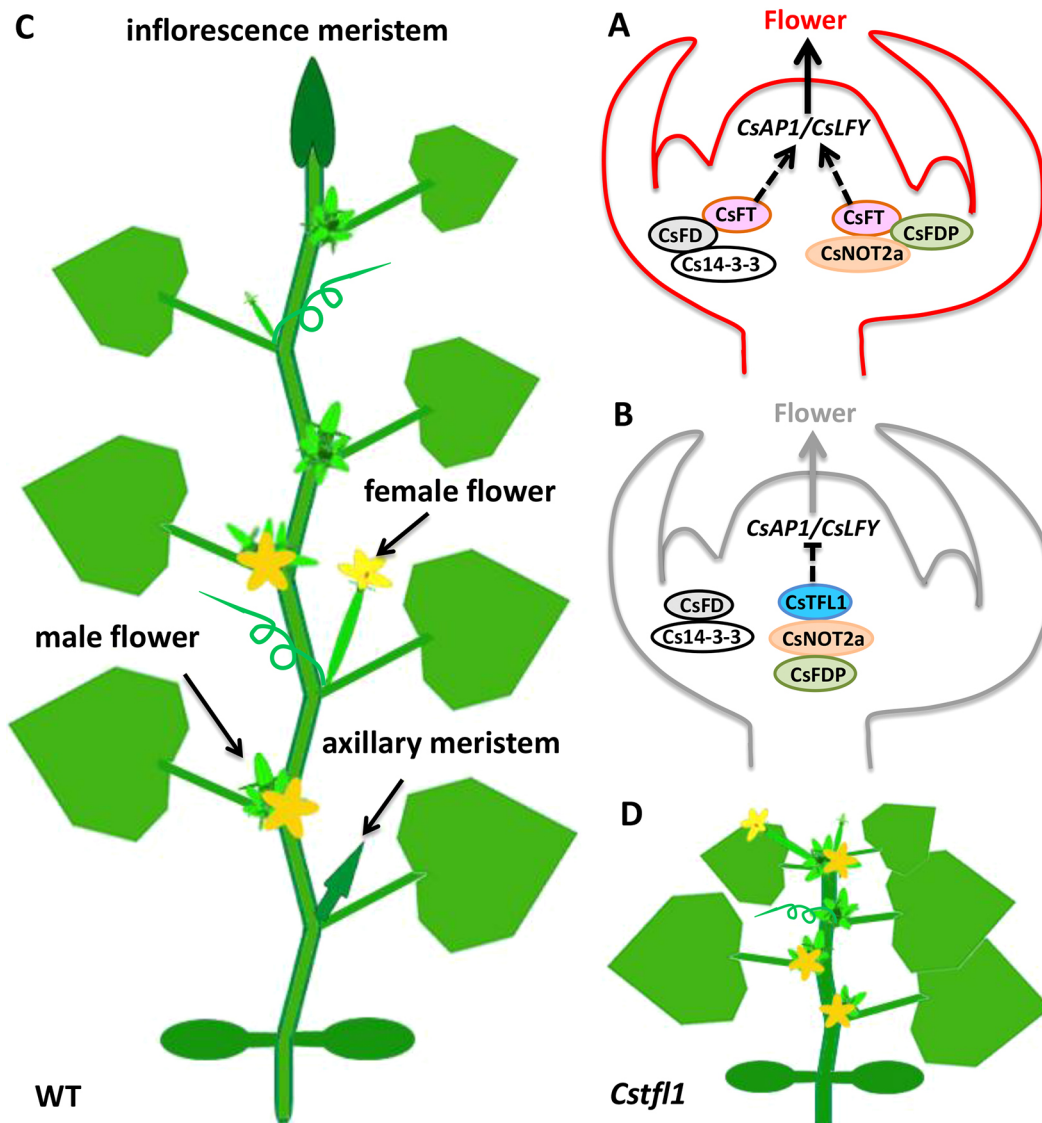 C
inflorescence meristem
female flower
male flower
axillary meristem
WT
A
Flower
CsAP1/CsLFY
CsFT
CsFD
Cs14-3-3
CsFT
CsFDP
CsNOT2a
B
Flower
CsAP1/CsLFY
CsFD
Cs14-3-3
CsTFL1
CsNOT2a
CsFDP
D
Cstfl1